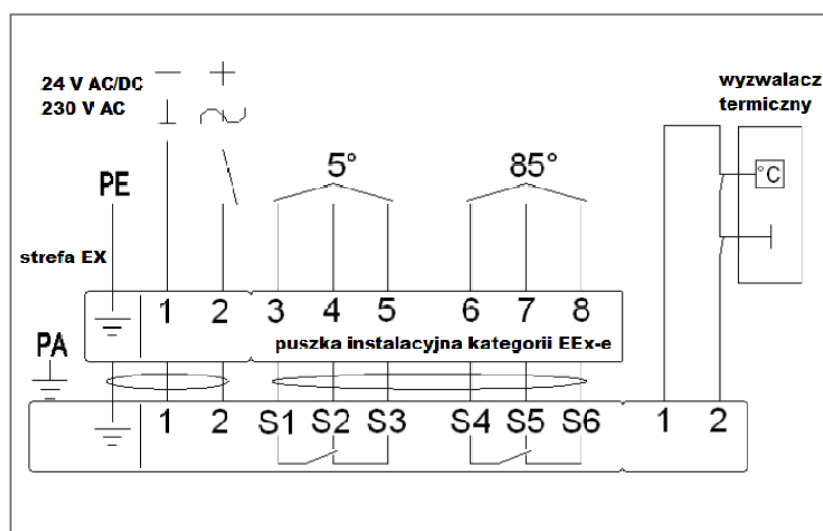 24 V AC/DC
230 V AC
wyzwalacz
termiczny
5°
85°
°C
PE
strefa EX
1 2 3 4 5 6 7 8
puszka instalacyjna kategorii EEx-e
PA
1 2 S1 S2 S3 S4 S5 S6 1 2